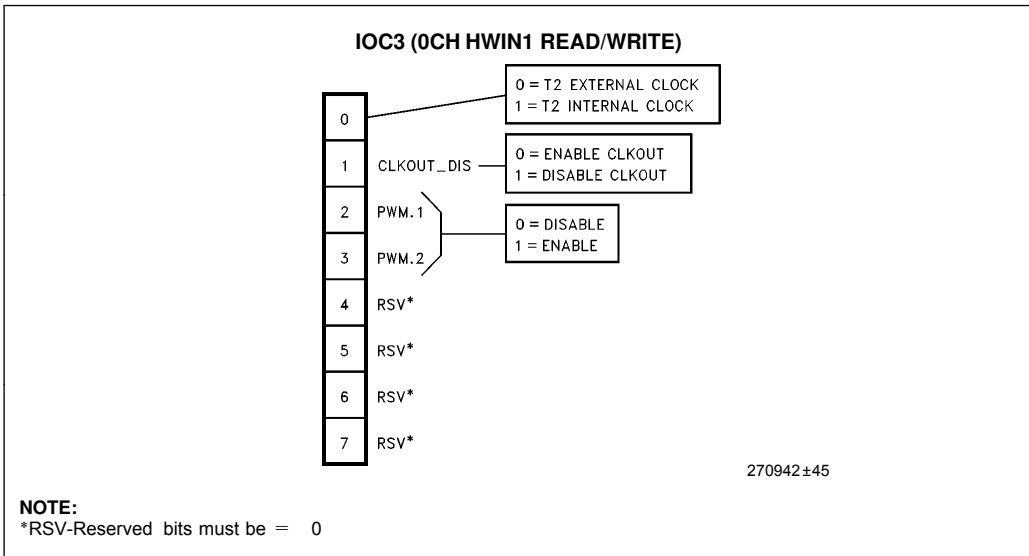 IOC3 (0CH HWIN1 READ/WRITE)
0 = T2 EXTERNAL CLOCK
1 = T2 INTERNAL CLOCK
0
1 CLKOUT_DIS
0 = ENABLE CLKOUT
1 = DISABLE CLKOUT
2 PWM.1
3 PWM.2
0 = DISABLE
1 = ENABLE
4 RSV*
5 RSV*
6 RSV*
7 RSV*
270942±45
NOTE:
*RSV-Reserved bits must be = 0